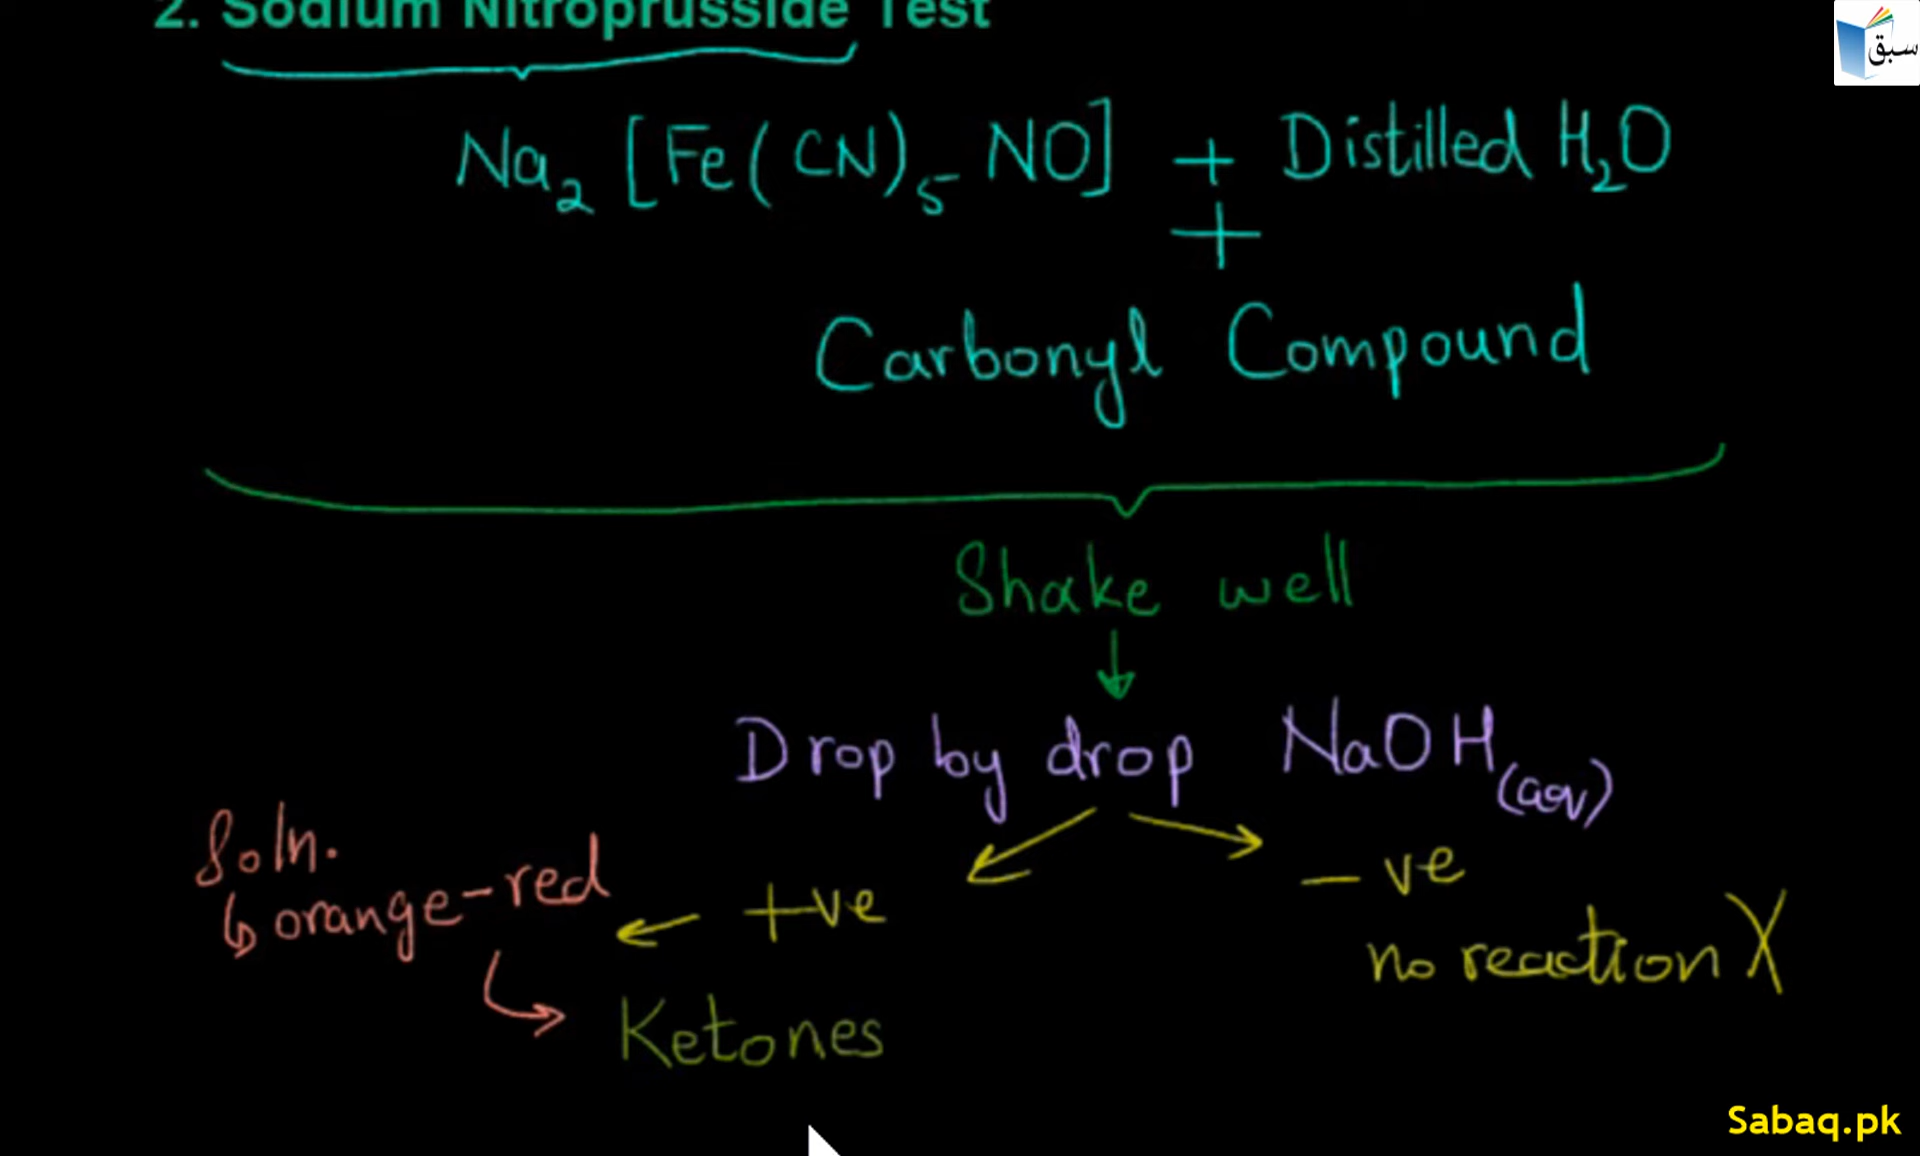 2. Sodium Nitroprusside Test
سبق
Na₂ [Fe(CN)₅ NO] + Distilled H₂O
+
Carbonyl Compound
Shake well
↓
Drop by drop NaOH(aq)
Soln.
↳ orange-red ← +ve
- ve
no reaction X
Ketones
Sabaq.pk